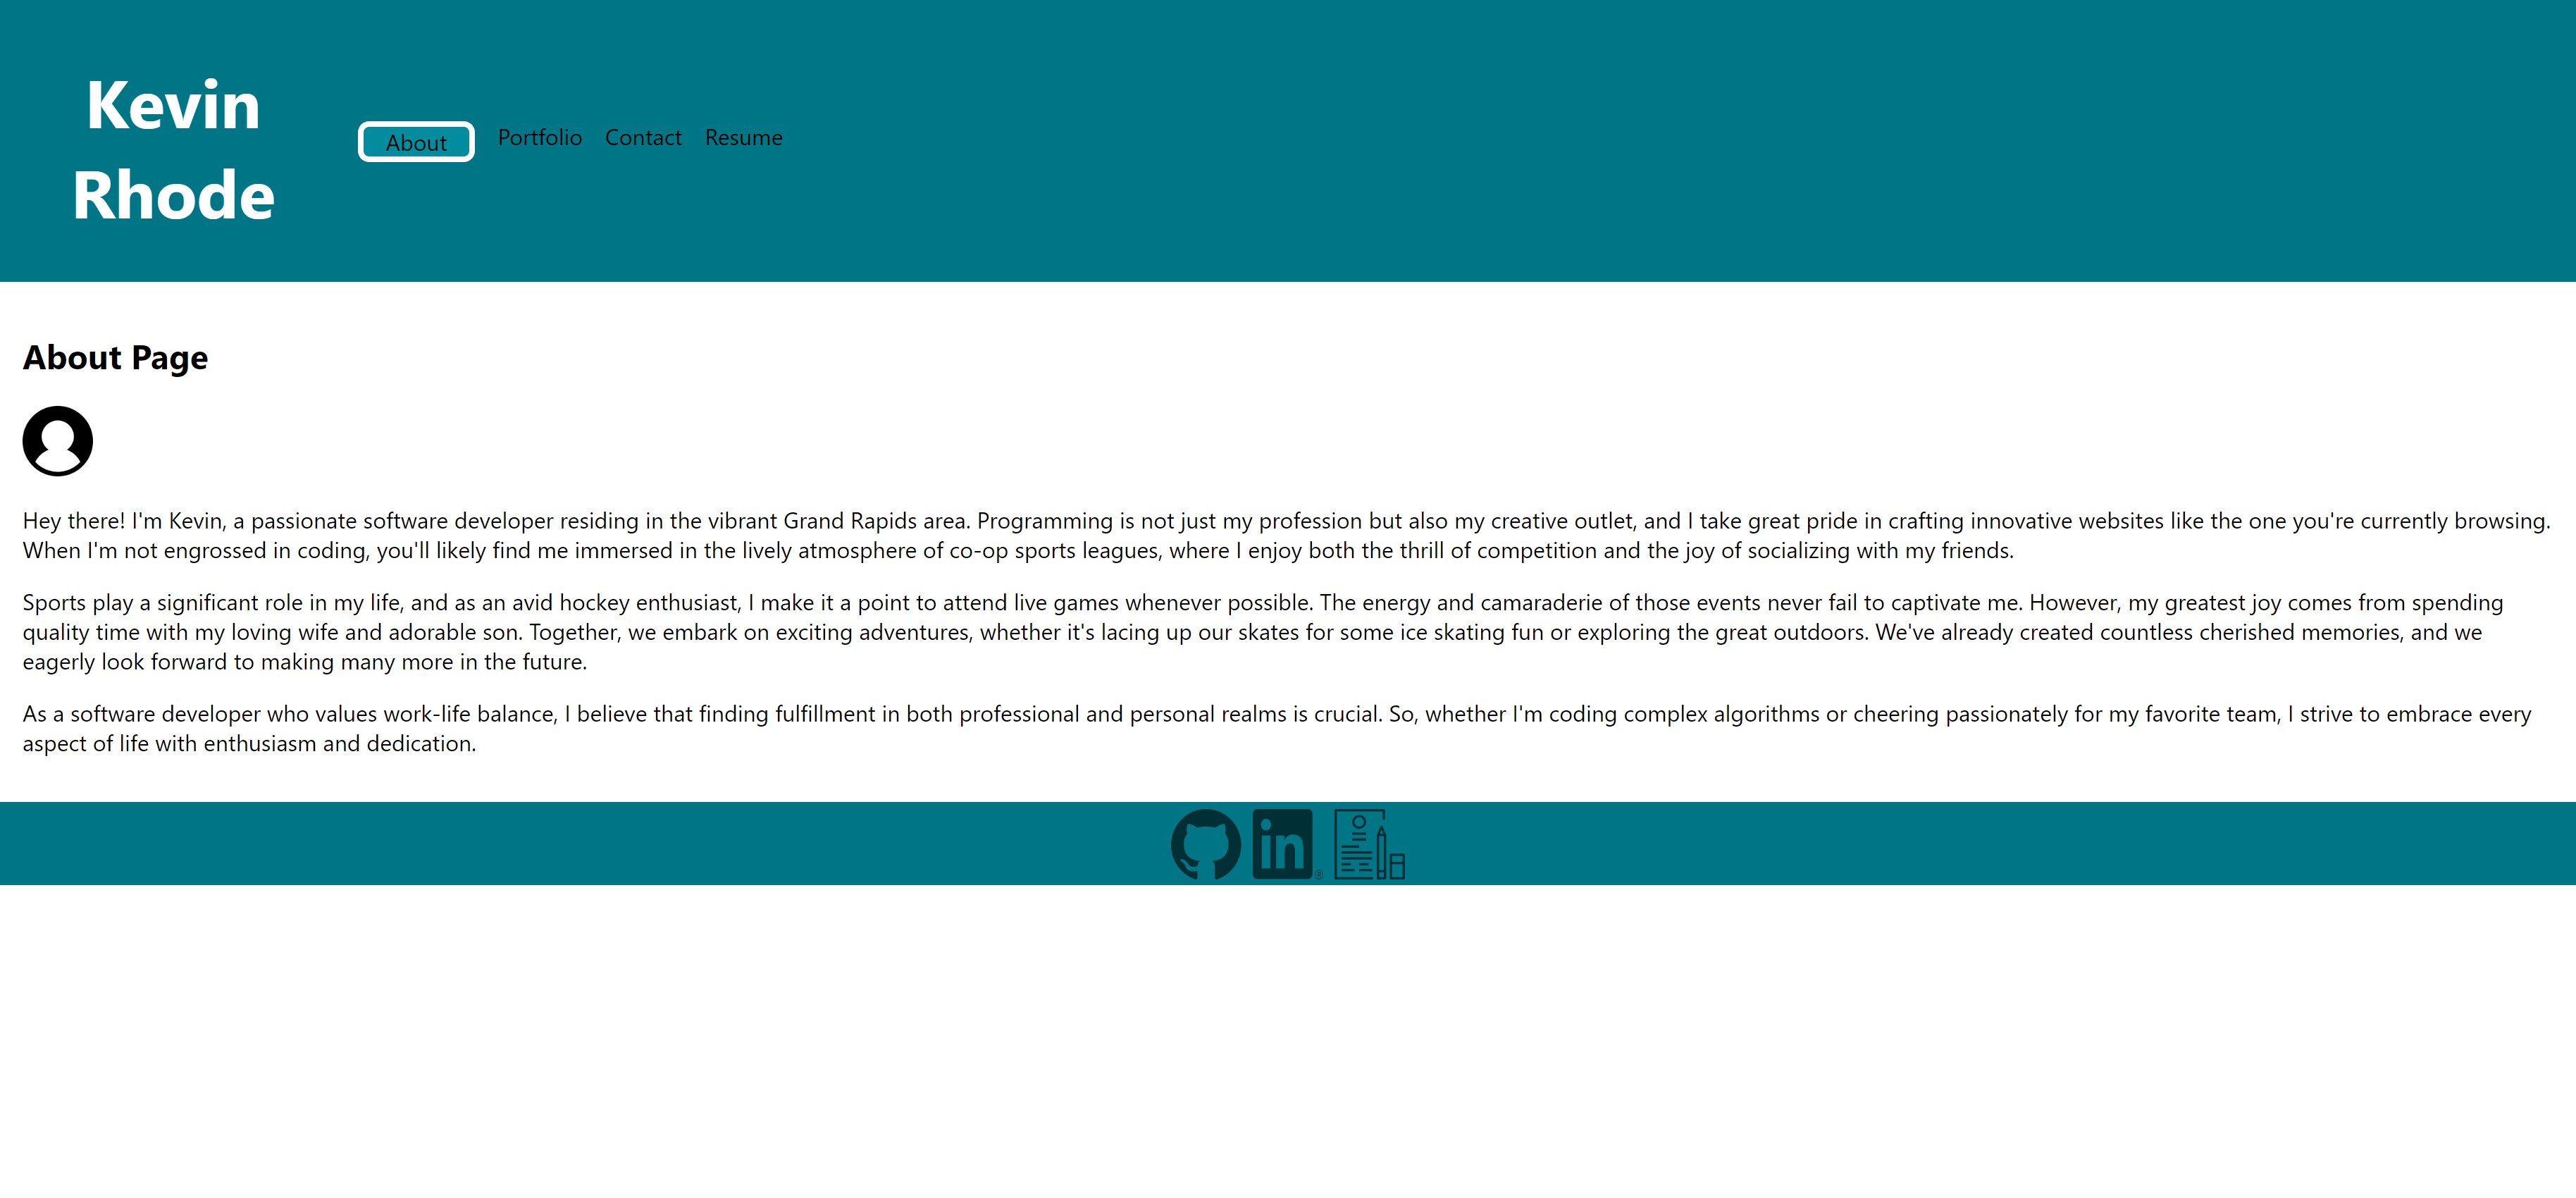 Kevin
Rhode
About Portfolio Contact Resume
About Page
Hey there! I'm Kevin, a passionate software developer residing in the vibrant Grand Rapids area. Programming is not just my profession but also my creative outlet, and I take great pride in crafting innovative websites like the one you're currently browsing.
When I'm not engrossed in coding, you'll likely find me immersed in the lively atmosphere of co-op sports leagues, where I enjoy both the thrill of competition and the joy of socializing with my friends.
Sports play a significant role in my life, and as an avid hockey enthusiast, I make it a point to attend live games whenever possible. The energy and camaraderie of those events never fail to captivate me. However, my greatest joy comes from spending
quality time with my loving wife and adorable son. Together, we embark on exciting adventures, whether it's lacing up our skates for some ice skating fun or exploring the great outdoors. We've already created countless cherished memories, and we
eagerly look forward to making many more in the future.
As a software developer who values work-life balance, I believe that finding fulfillment in both professional and personal realms is crucial. So, whether I'm coding complex algorithms or cheering passionately for my favorite team, I strive to embrace every
aspect of life with enthusiasm and dedication.
in®